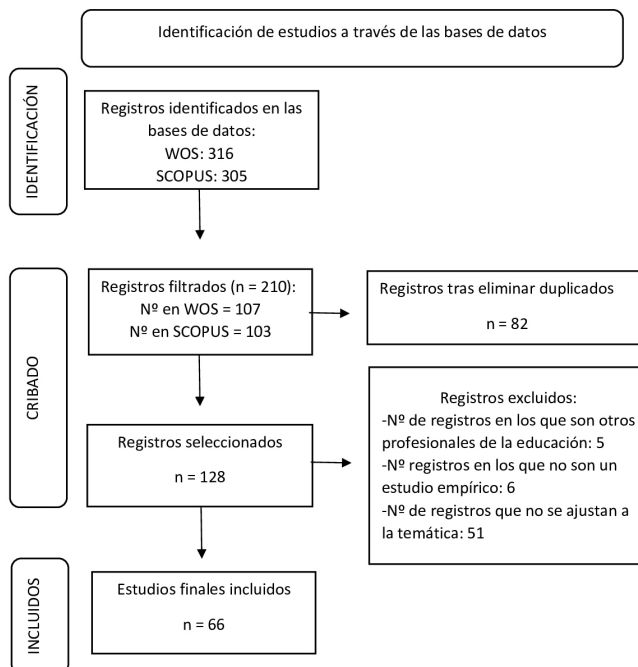 Identificación de estudios a través de las bases de datos
IDENTIFICACIÓN
Registros identificados en las
bases de datos:
WOS: 316
SCOPUS: 305
CRIBADO
Registros filtrados (n = 210):
Nº en WOS = 107
Nº en SCOPUS = 103
Registros tras eliminar duplicados
n = 82
Registros seleccionados
n = 128
Registros excluidos:
-Nº de registros en los que son otros
profesionales de la educación: 5
-Nº registros en los que no son un
estudio empírico: 6
-Nº de registros que no se ajustan a
la temática: 51
INCLUIDOS
Estudios finales incluidos
n = 66